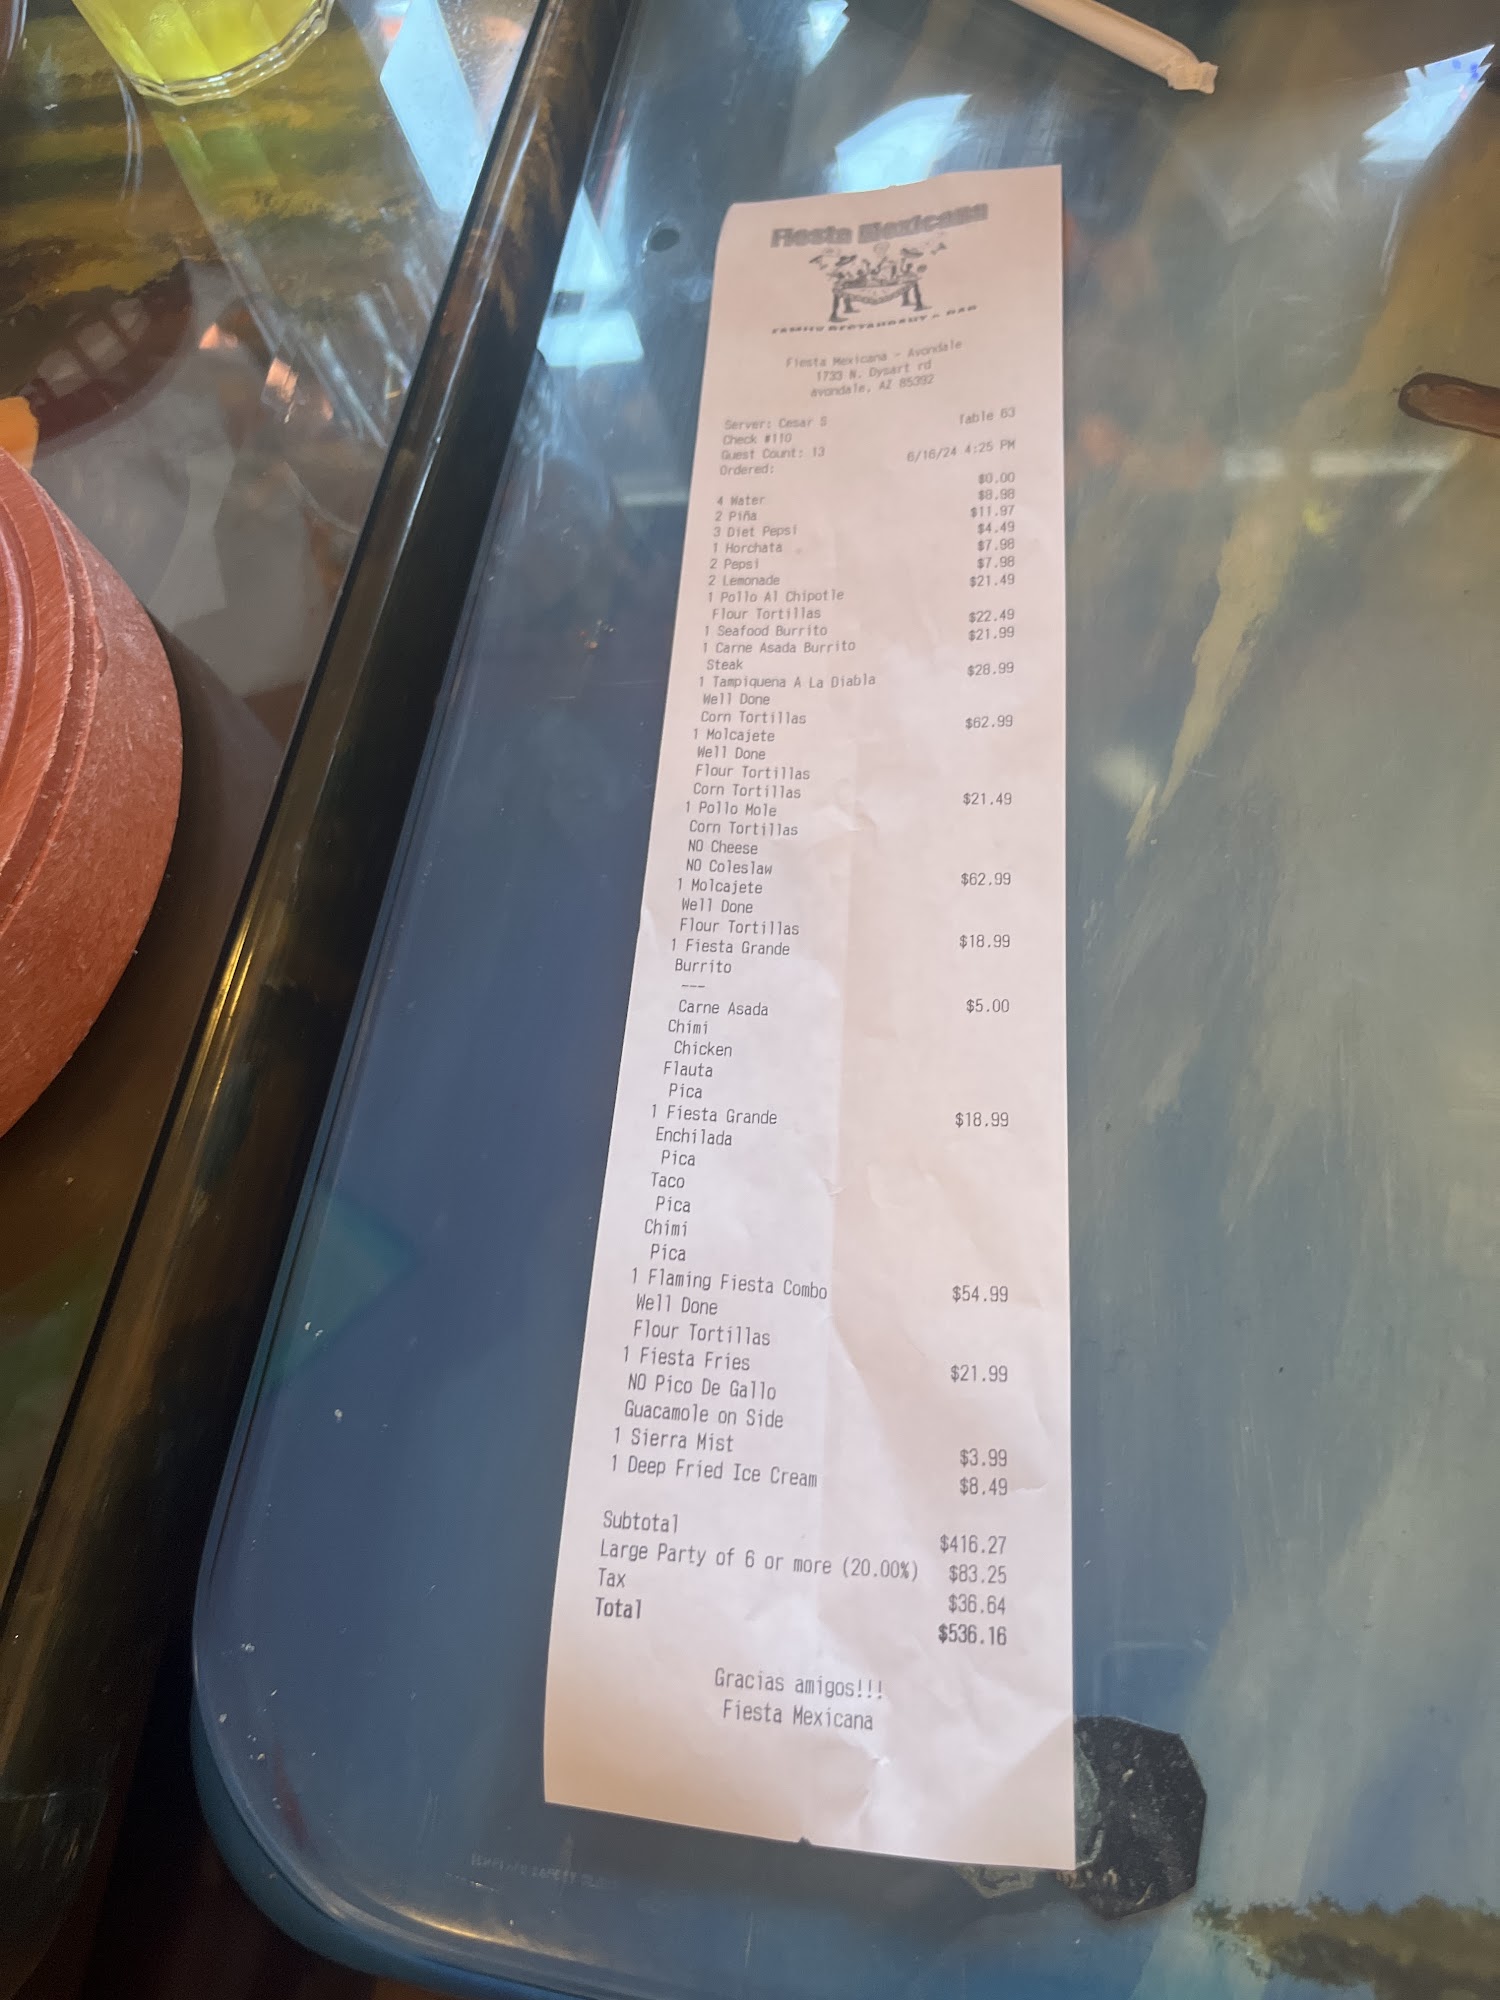 Fiesta Mexicana
FAMILY RESTAURANT & BAR
Fiesta Mexicana - Avondale
1733 N. Dysart rd
avondale, AZ 85392
Server: Cesar S Table 63
Check #110
Guest Count: 13 6/16/24 4:25 PM
Ordered:
4 Water $0.00
2 Piña $8.98
3 Diet Pepsi $11.97
1 Horchata $4.49
2 Pepsi $7.98
2 Lemonade $7.98
1 Pollo Al Chipotle $21.49
Flour Tortillas
1 Seafood Burrito $22.49
1 Carne Asada Burrito $21.99
Steak
1 Tampiquena A La Diabla $28.99
Well Done
Corn Tortillas
1 Molcajete $62.99
Well Done
Flour Tortillas
Corn Tortillas
1 Pollo Mole $21.49
Corn Tortillas
NO Cheese
NO Coleslaw
1 Molcajete $62.99
Well Done
Flour Tortillas
1 Fiesta Grande $18.99
Burrito
---
Carne Asada $5.00
Chimi
Chicken
Flauta
Pica
1 Fiesta Grande $18.99
Enchilada
Pica
Taco
Pica
Chimi
Pica
1 Flaming Fiesta Combo $54.99
Well Done
Flour Tortillas
1 Fiesta Fries $21.99
NO Pico De Gallo
Guacamole on Side
1 Sierra Mist $3.99
1 Deep Fried Ice Cream $8.49
Subtotal $416.27
Large Party of 6 or more (20.00%) $83.25
Tax $36.64
Total $536.16
Gracias amigos!!!
Fiesta Mexicana